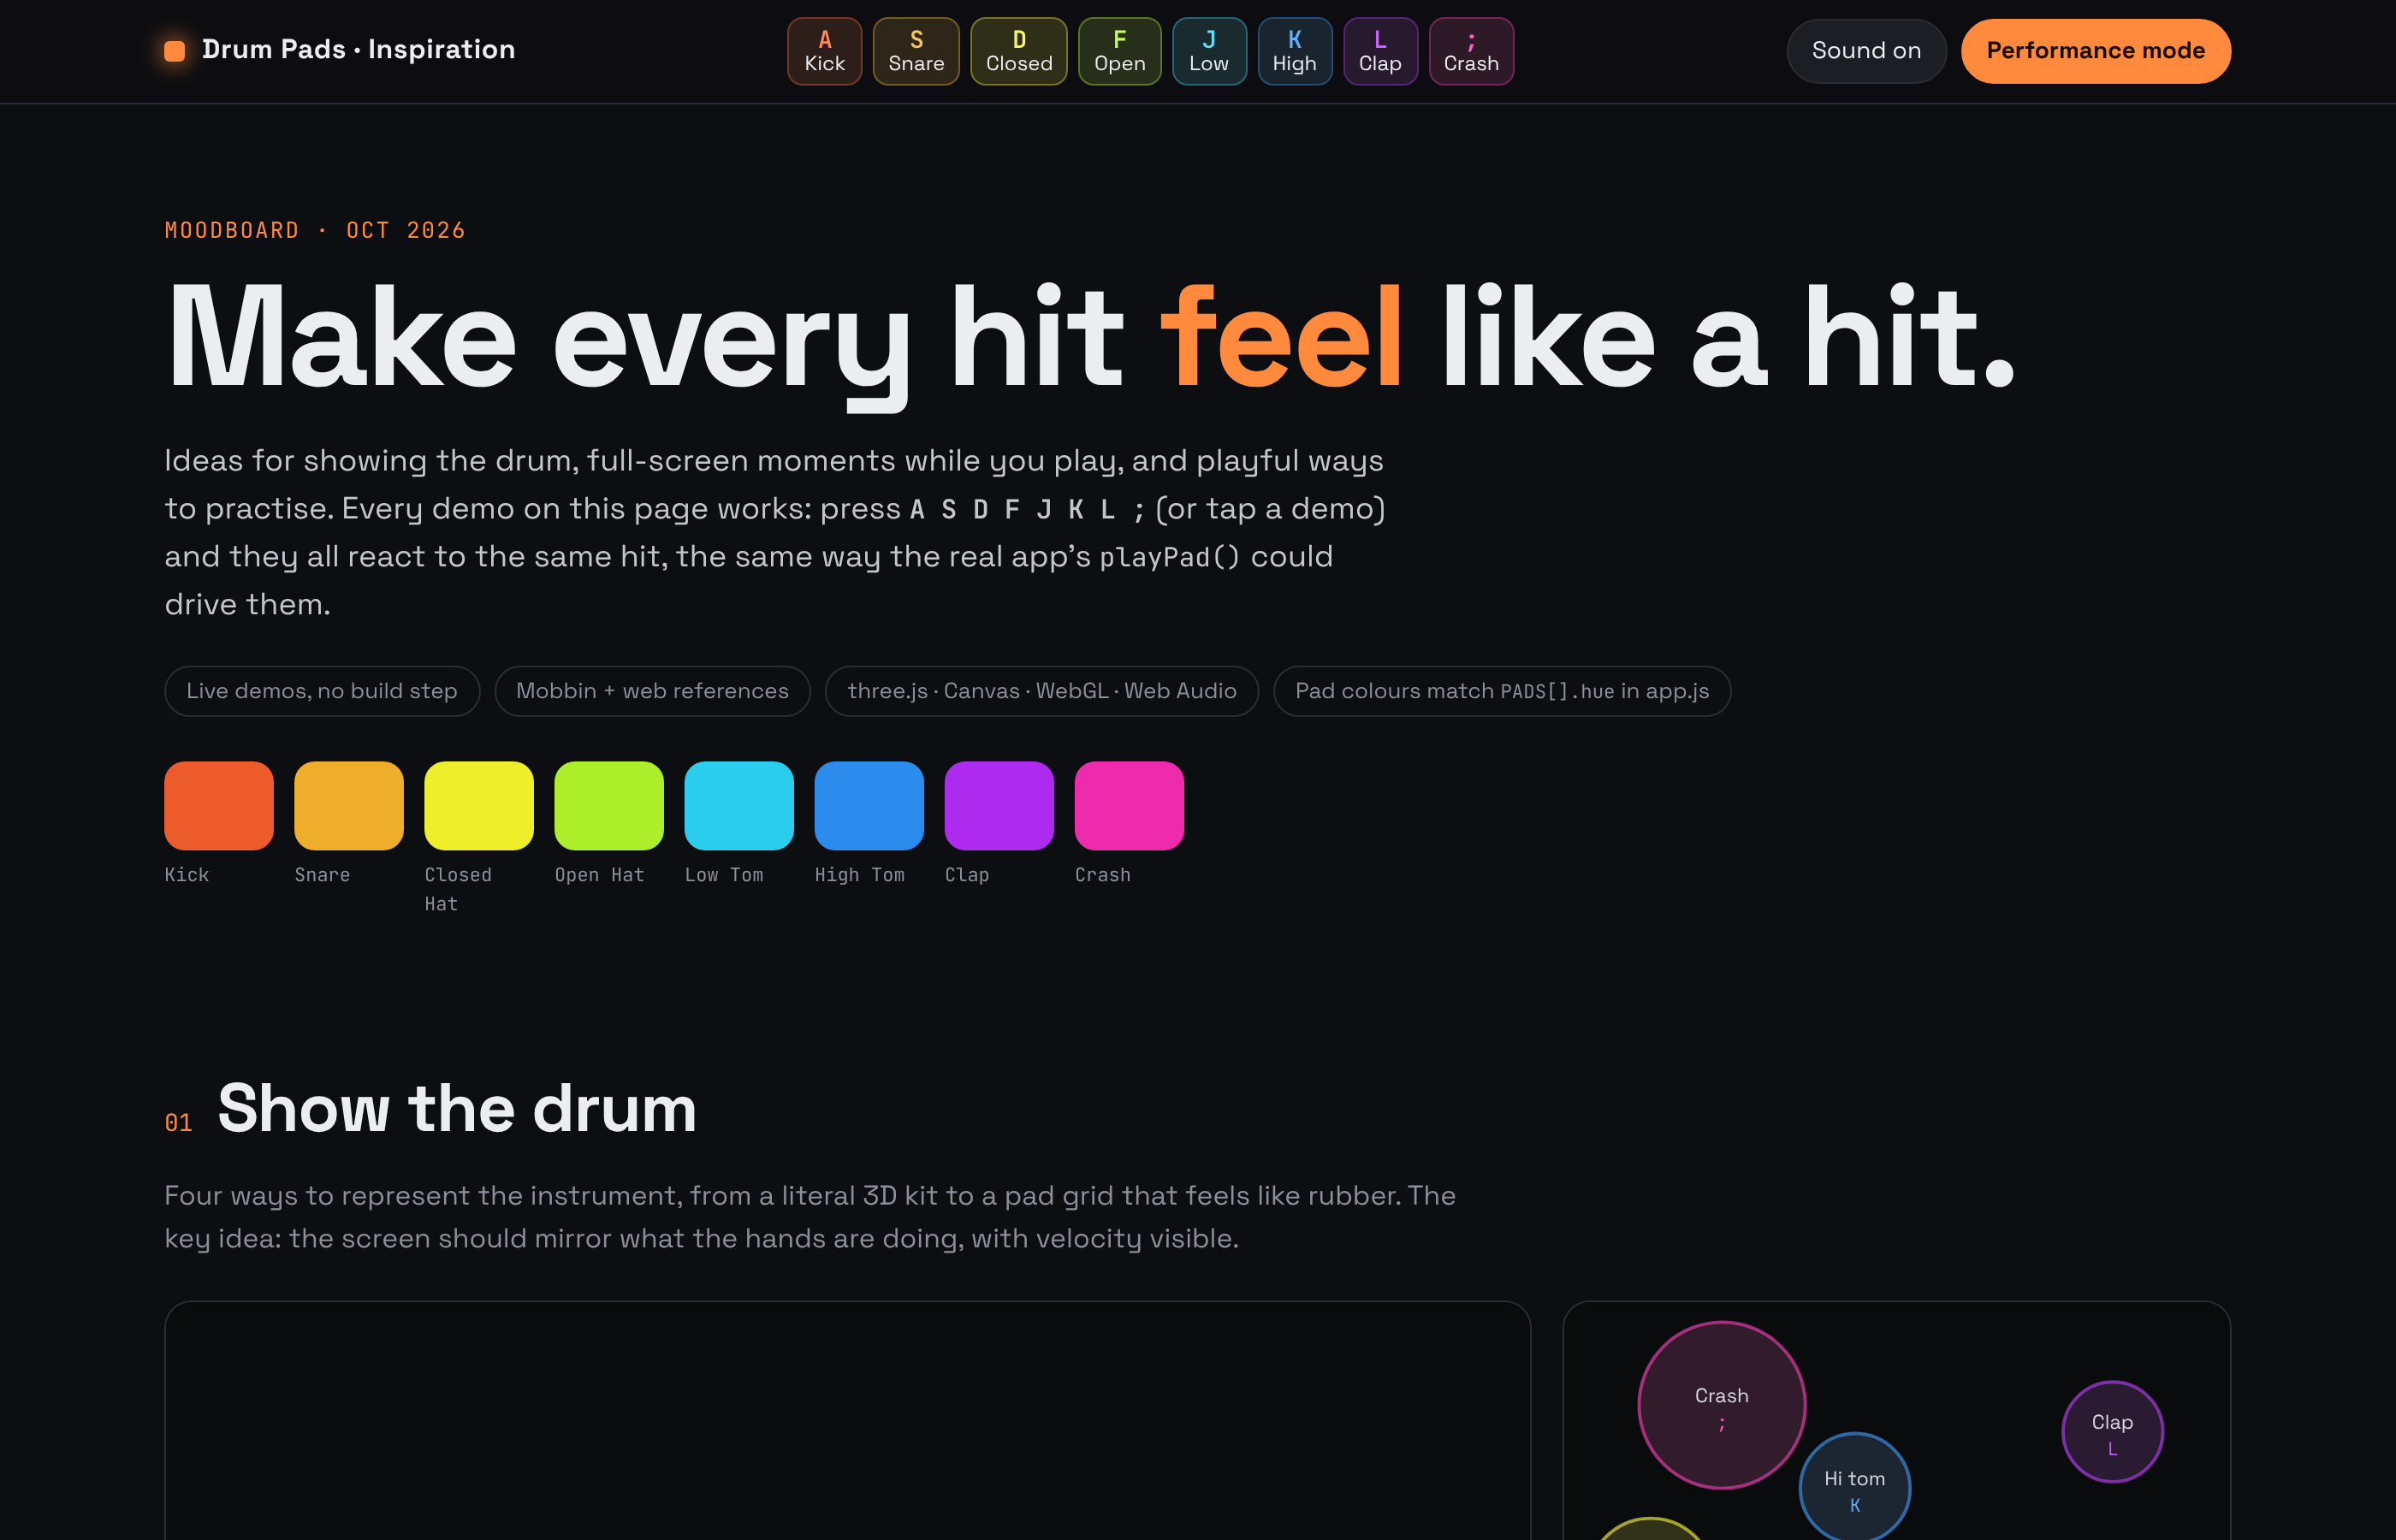 Drum Pads · Inspiration
A
Kick
S
Snare
D
Closed
F
Open
J
Low
K
High
L
Clap
;
Crash
Sound on
Performance mode
MOODBOARD · OCT 2026
Make every hit feel like a hit.
Ideas for showing the drum, full-screen moments while you play, and playful ways
to practise. Every demo on this page works: press A S D F J K L ; (or tap a demo)
and they all react to the same hit, the same way the real app’s playPad() could
drive them.
Live demos, no build step
Mobbin + web references
three.js · Canvas · WebGL · Web Audio
Pad colours match PADS[].hue in app.js
Kick
Snare
Closed
Hat
Open Hat
Low Tom
High Tom
Clap
Crash
01 Show the drum
Four ways to represent the instrument, from a literal 3D kit to a pad grid that feels like rubber. The
key idea: the screen should mirror what the hands are doing, with velocity visible.
Crash
;
Clap
L
Hi tom
K